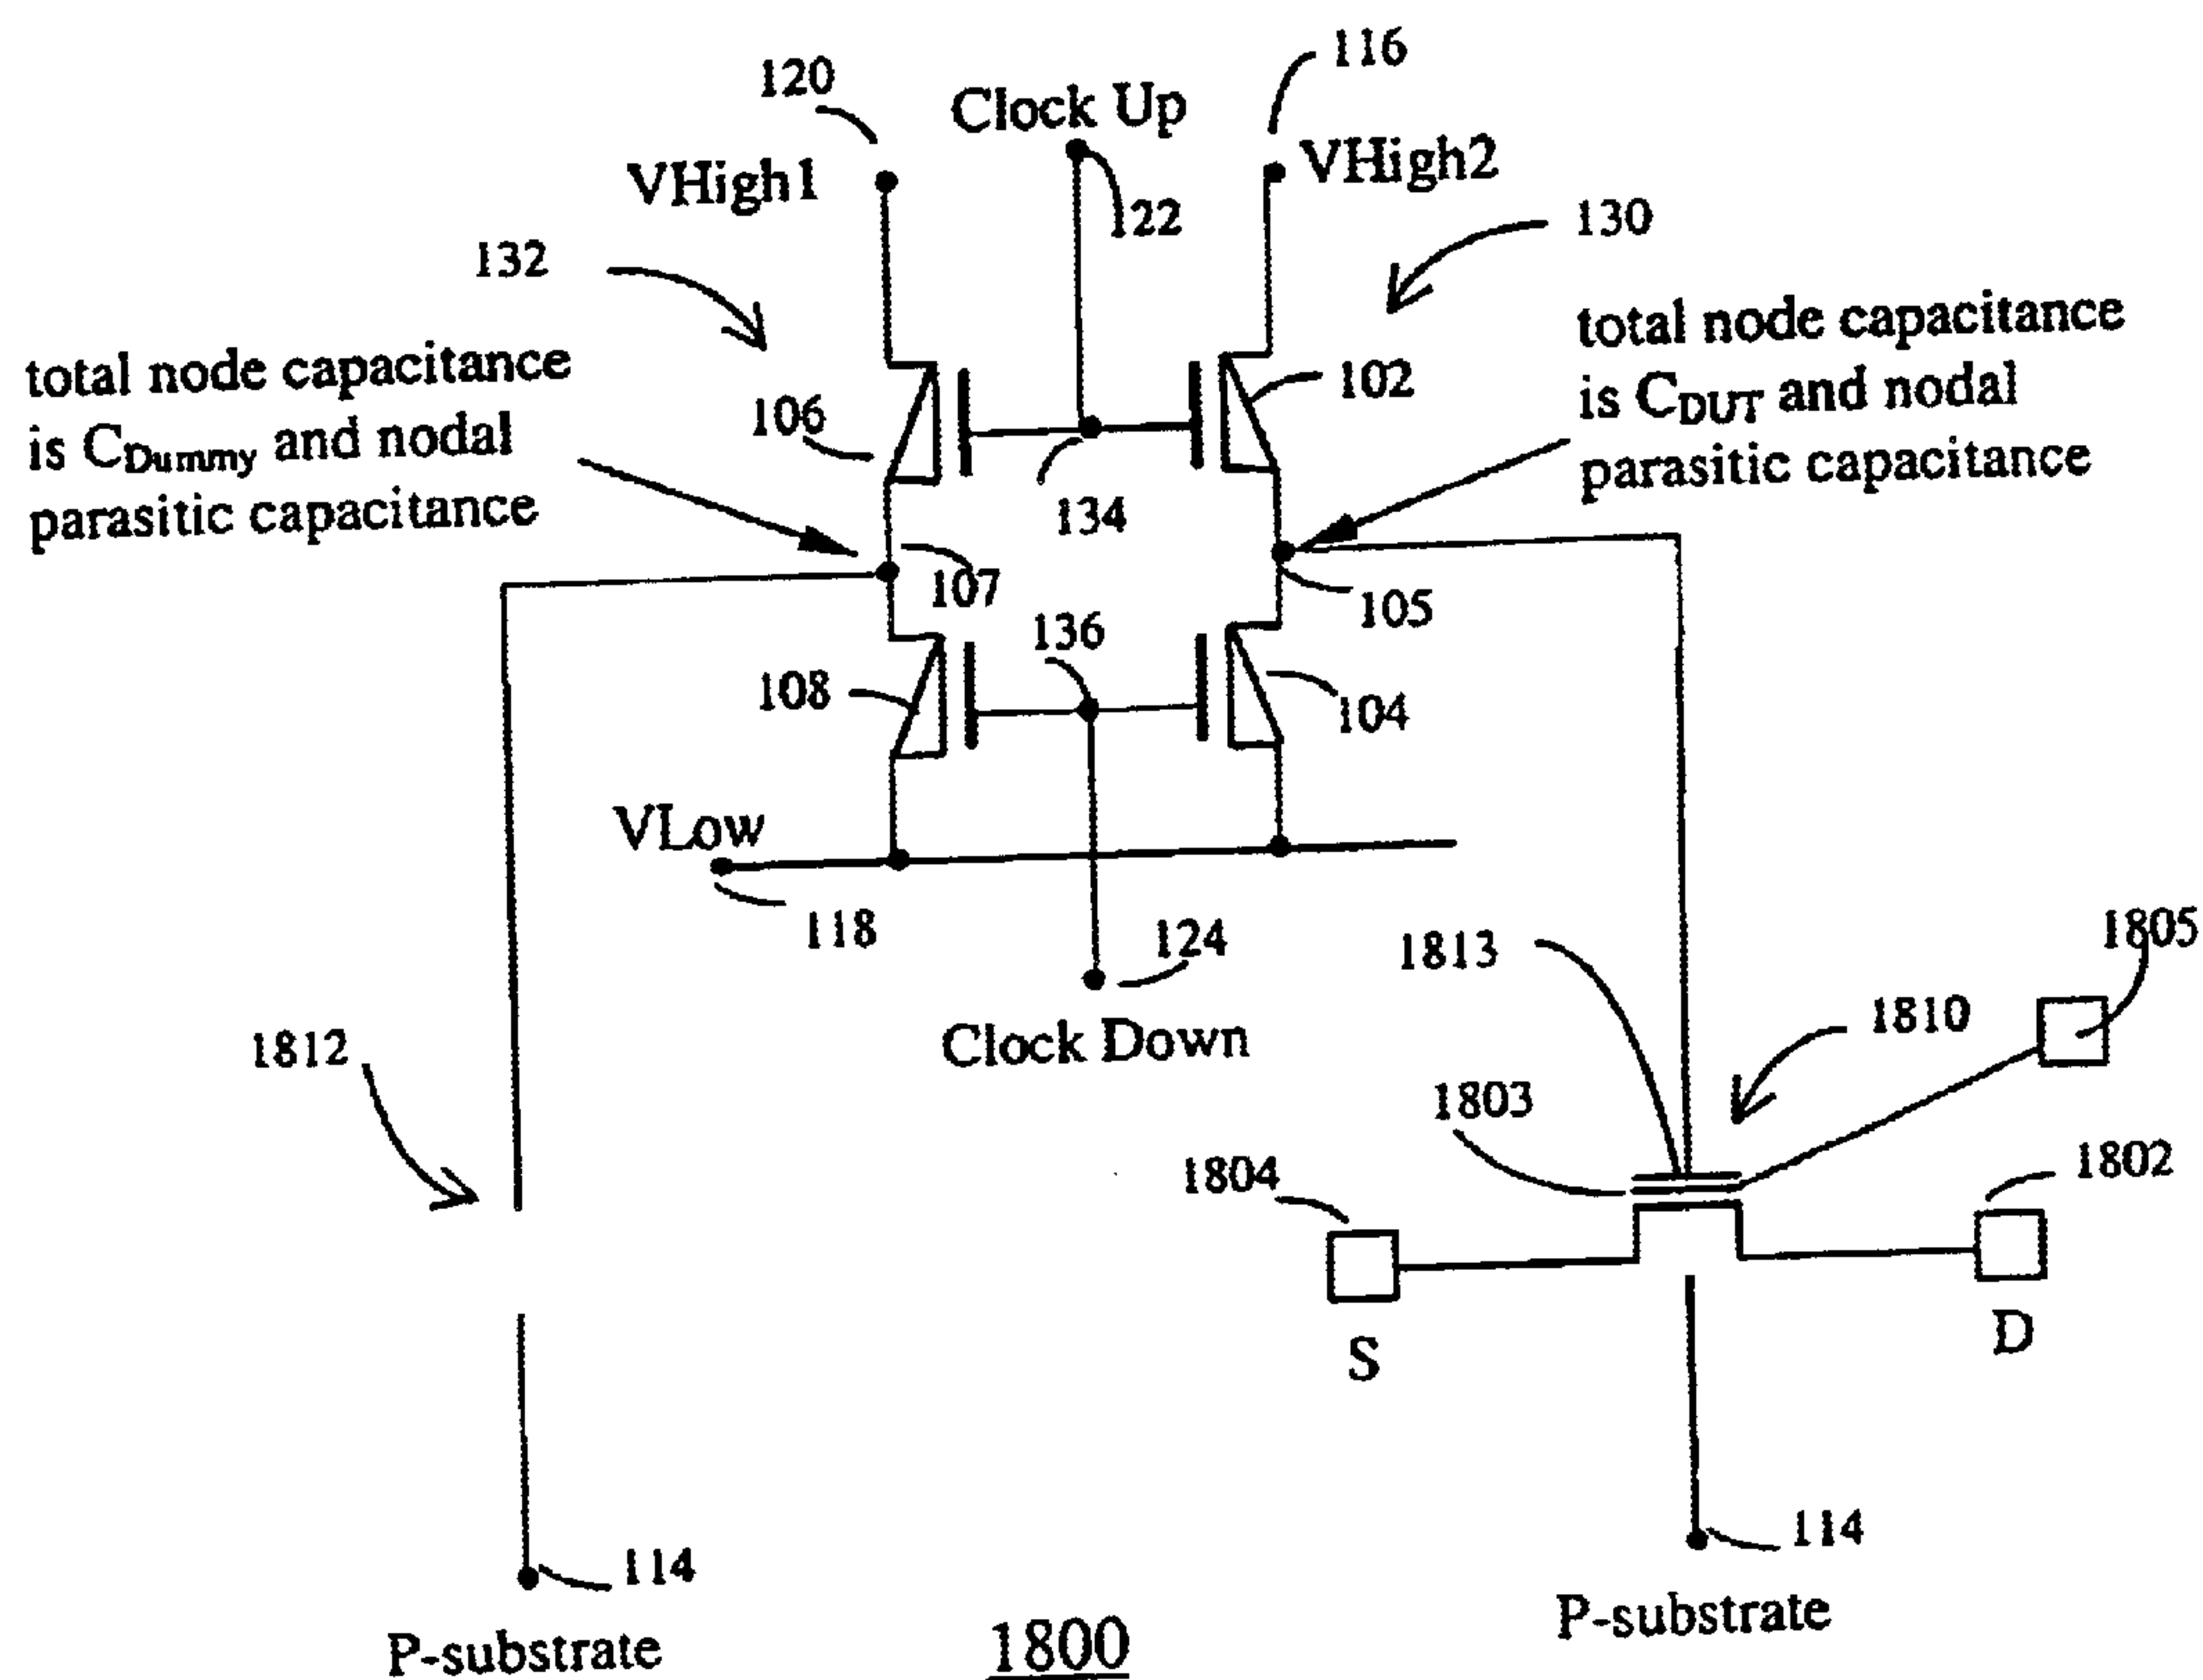 116
120
Clock Up
VHigh1
VHigh2
122
130
132
total node capacitance
is CDUT and nodal
parasitic capacitance
total node capacitance
is CDummy and nodal
parasitic capacitance
106
102
134
107
105
136
108
104
VLow
118
124
Clock Down
1813
1805
1812
1810
1803
1804
1802
S
D
114
P-substrate
114
P-substrate
1800